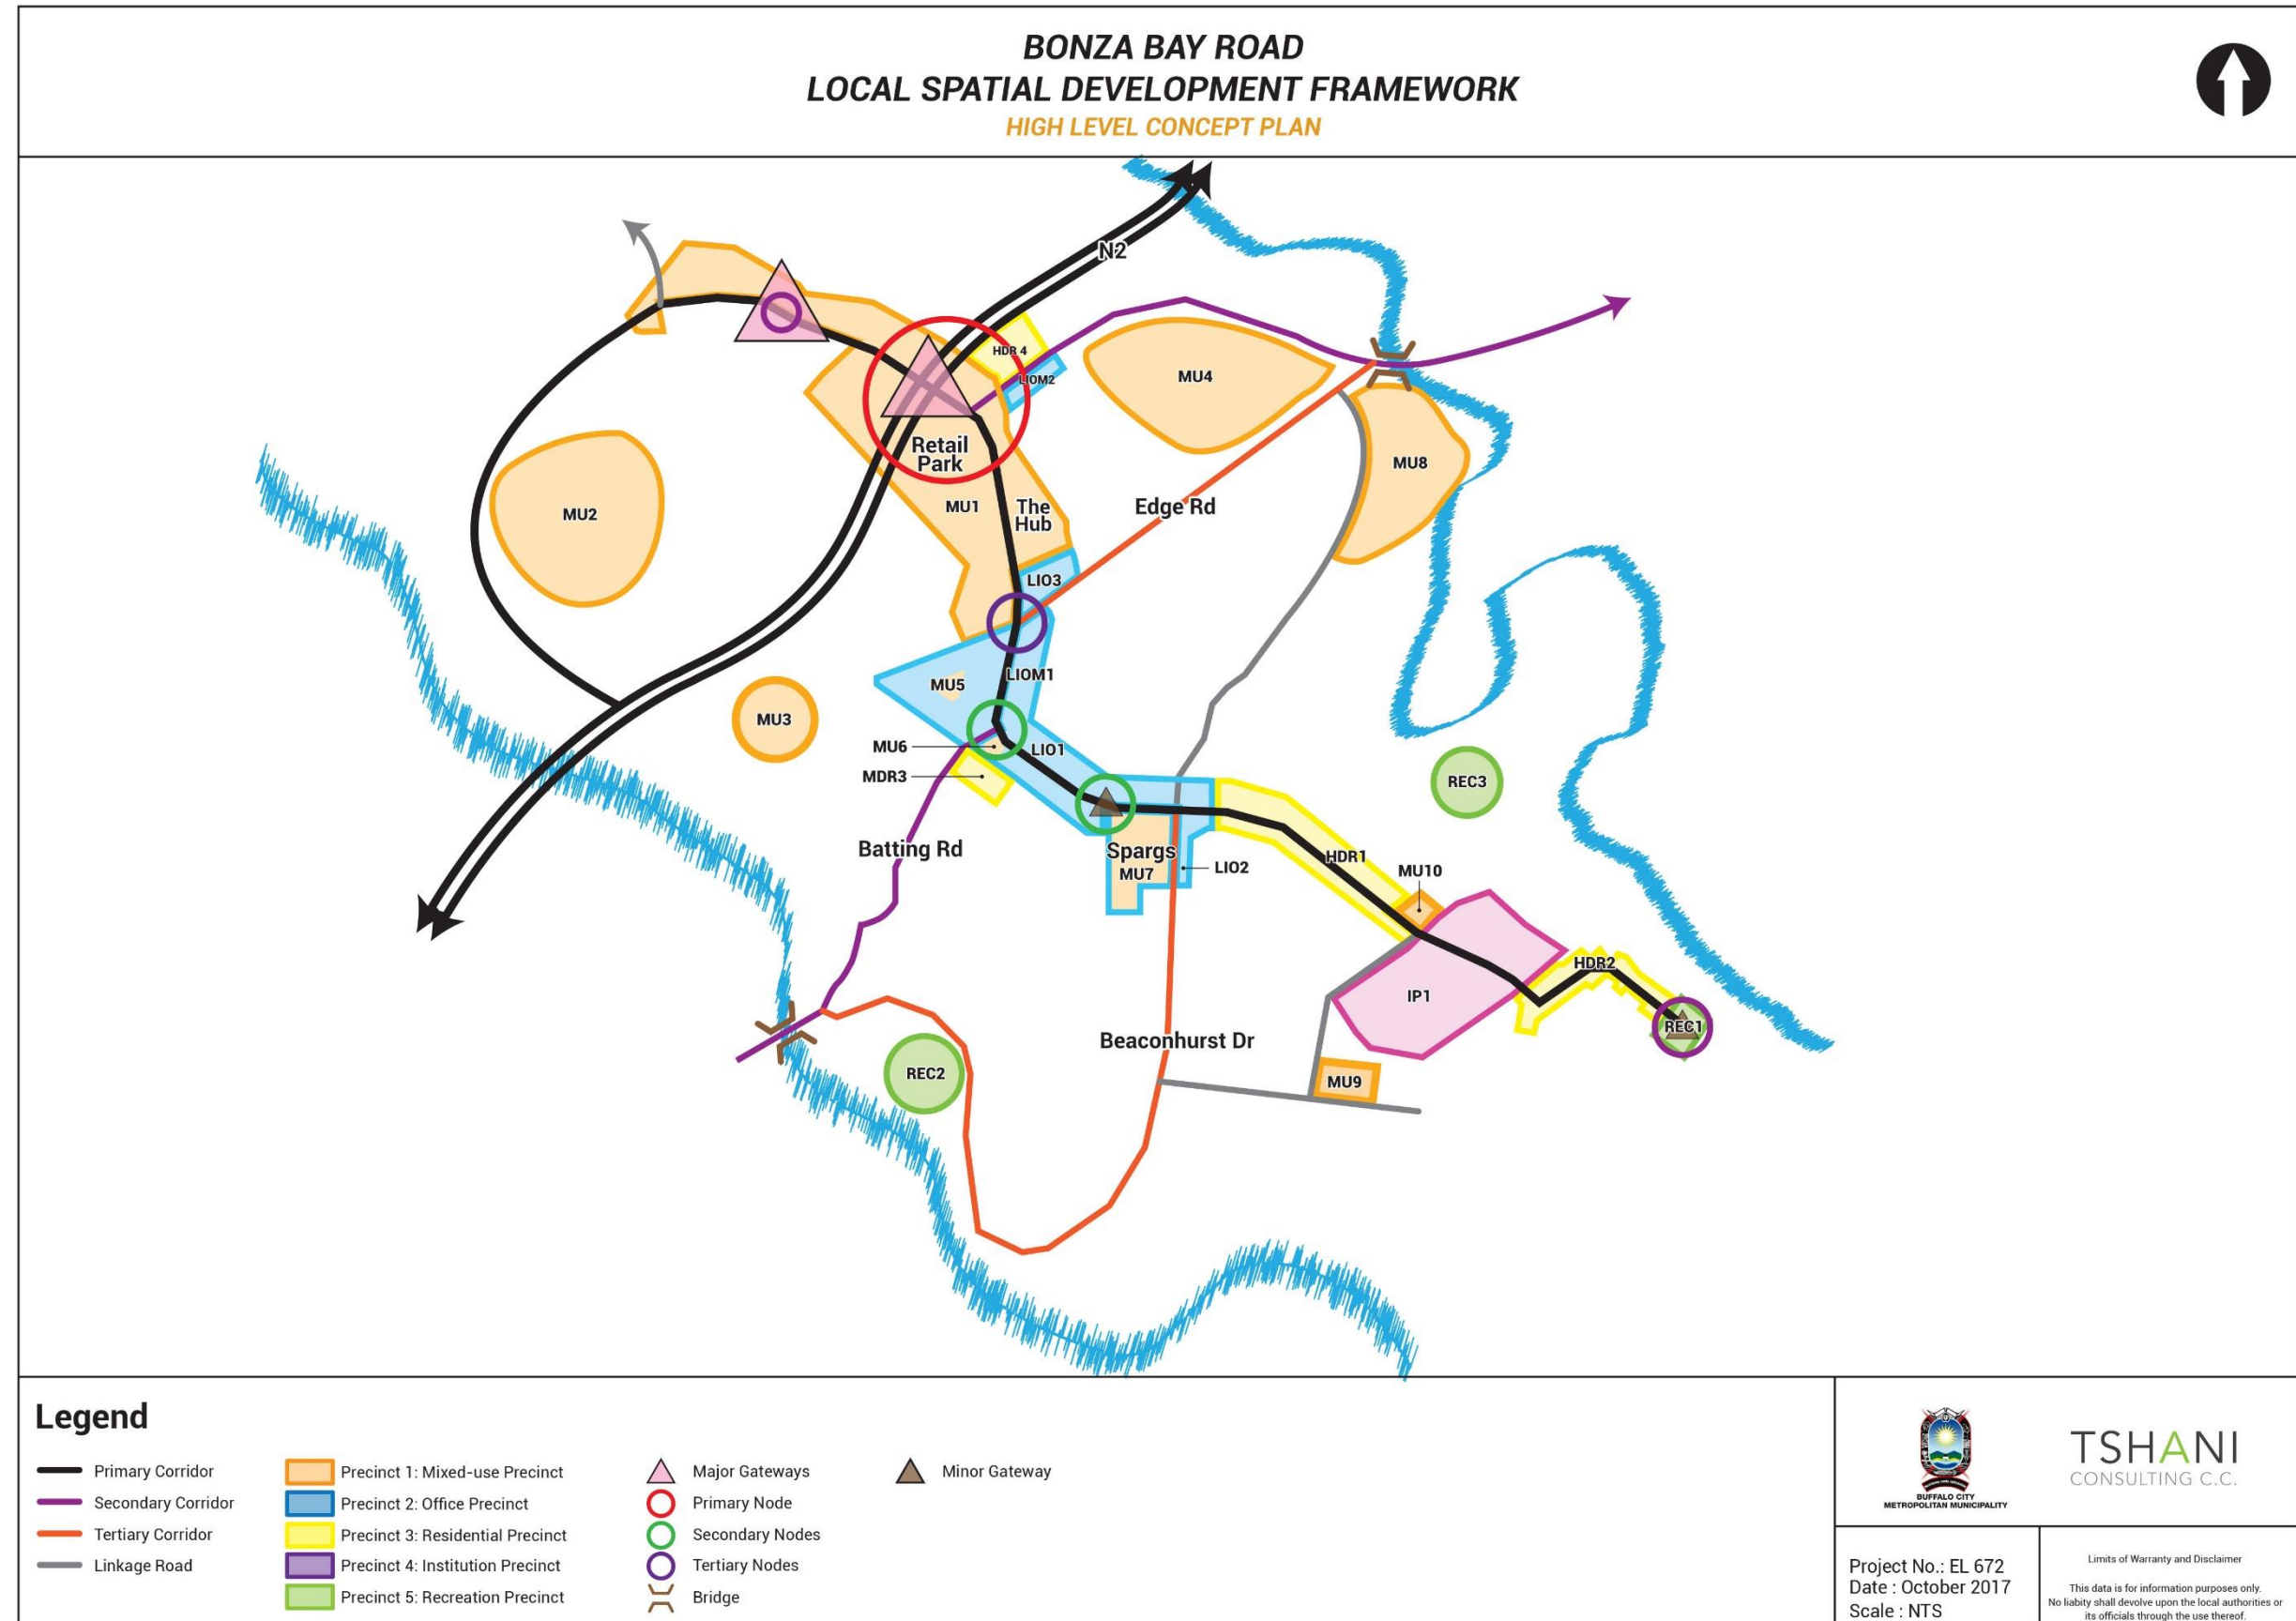 BONZA BAY ROAD
LOCAL SPATIAL DEVELOPMENT FRAMEWORK
HIGH LEVEL CONCEPT PLAN
N2
HDR 4
LIOM2
MU4
Retail
Park
MU8
MU1
The
Hub
Edge Rd
MU2
LIO3
LIOM1
MU5
MU3
MU6
LIO1
MDR3
REC3
Batting Rd
Spargs
MU7
LIO2
HDR1
MU10
HDR2
IP1
REC1
Beaconhurst Dr
REC2
MU9
Legend
Primary Corridor
Secondary Corridor
Tertiary Corridor
Linkage Road
Precinct 1: Mixed-use Precinct
Precinct 2: Office Precinct
Precinct 3: Residential Precinct
Precinct 4: Institution Precinct
Precinct 5: Recreation Precinct
Major Gateways
Primary Node
Secondary Nodes
Tertiary Nodes
Bridge
Minor Gateway
BUFFALO CITY
METROPOLITAN MUNICIPALITY
TSHANI
CONSULTING C.C.
Project No.: EL 672
Date : October 2017
Scale : NTS
Limits of Warranty and Disclaimer
This data is for information purposes only.
No liabity shall devolve upon the local authorities or
its officials through the use thereof.